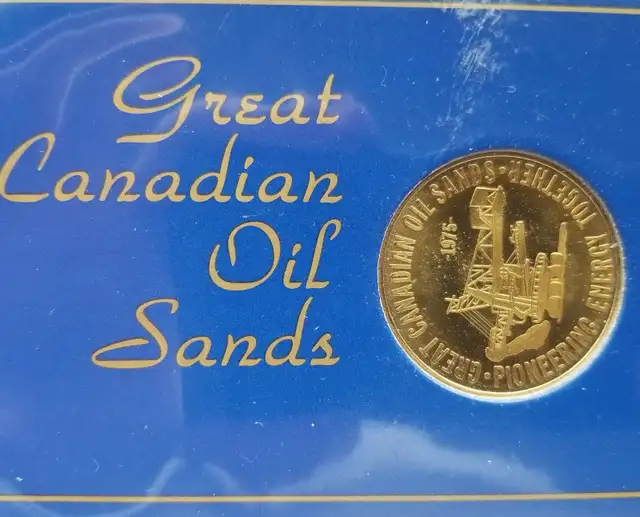 Great
Canadian
Oil
Sands
GREAT CANADIAN OIL SANDS · TOGETHER
PIONEERING ENERGY ·
1975